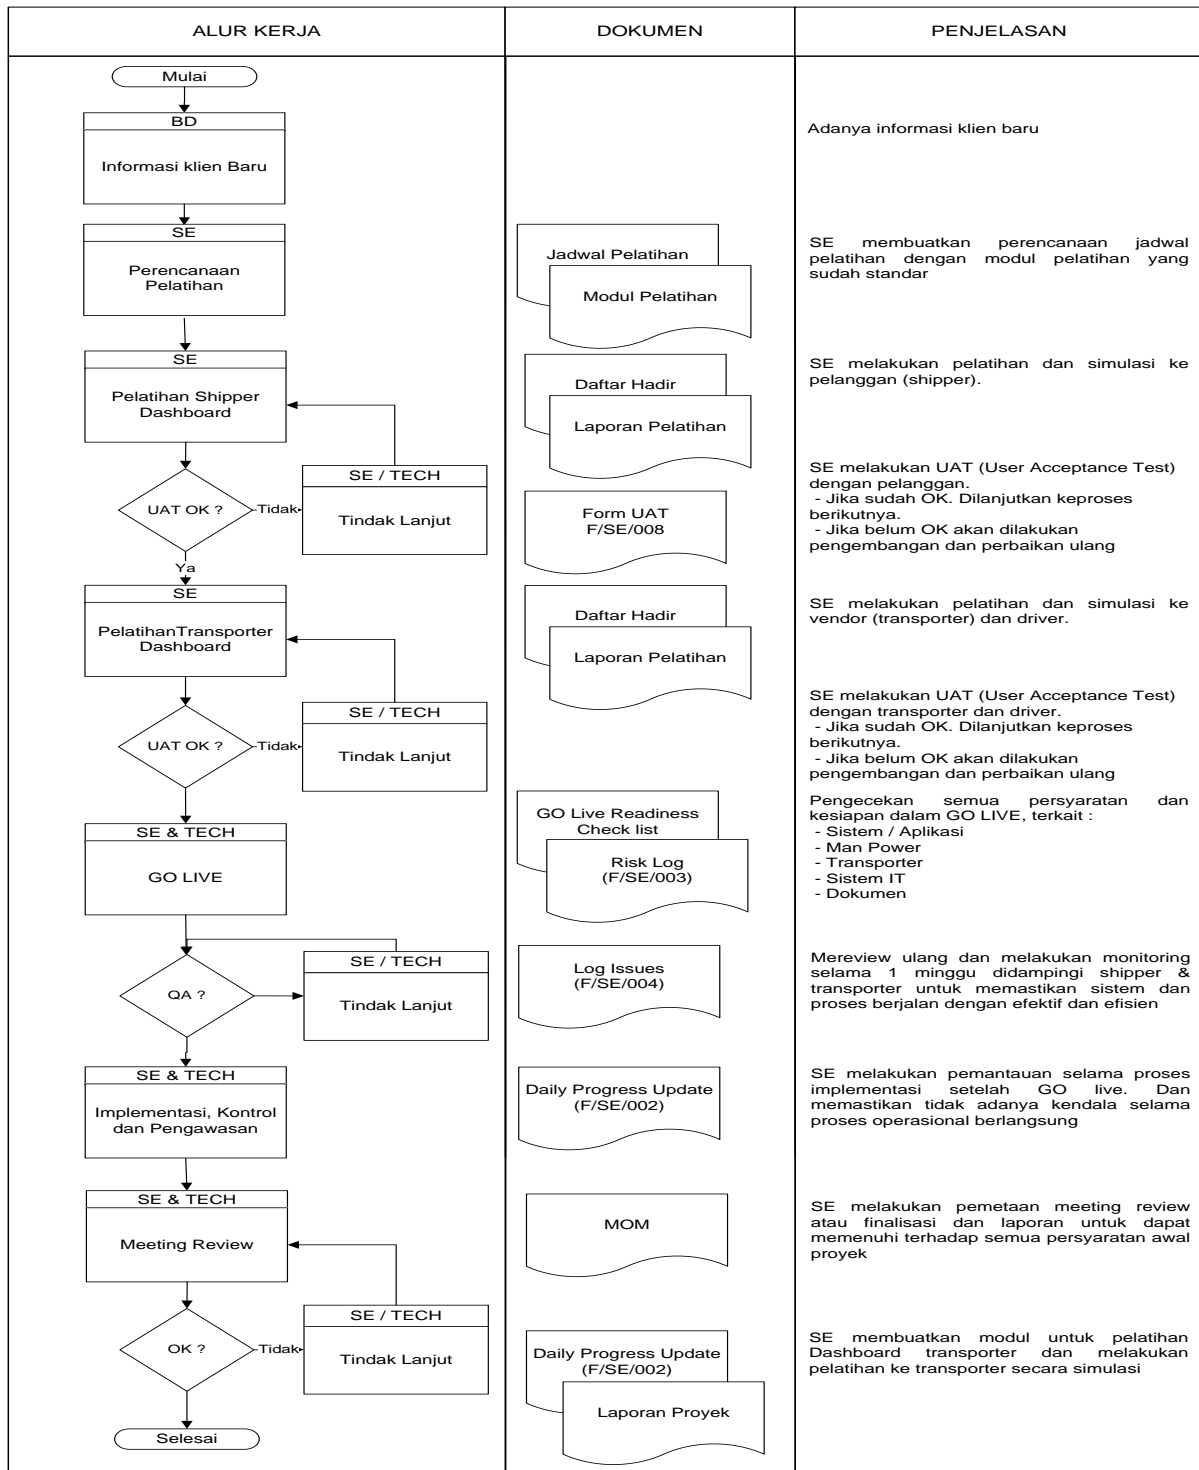 ALUR KERJA
DOKUMEN
PENJELASAN
Mulai
BD
Informasi klien Baru
Adanya informasi klien baru
SE
Perencanaan
Pelatihan
Jadwal Pelatihan
Modul Pelatihan
SE membuatkan perencanaan jadwal
pelatihan dengan modul pelatihan yang
sudah standar
SE
Pelatihan Shipper
Dashboard
Daftar Hadir
Laporan Pelatihan
SE melakukan pelatihan dan simulasi ke
pelanggan (shipper).
UAT OK ?
Tidak
SE / TECH
Tindak Lanjut
Ya
Form UAT
F/SE/008
SE melakukan UAT (User Acceptance Test)
dengan pelanggan.
- Jika sudah OK. Dilanjutkan keproses
berikutnya.
- Jika belum OK akan dilakukan
pengembangan dan perbaikan ulang
SE
PelatihanTransporter
Dashboard
Daftar Hadir
Laporan Pelatihan
SE melakukan pelatihan dan simulasi ke
vendor (transporter) dan driver.
UAT OK ?
Tidak
SE / TECH
Tindak Lanjut
SE melakukan UAT (User Acceptance Test)
dengan transporter dan driver.
- Jika sudah OK. Dilanjutkan keproses
berikutnya.
- Jika belum OK akan dilakukan
pengembangan dan perbaikan ulang
SE & TECH
GO LIVE
GO Live Readiness
Check list
Risk Log
(F/SE/003)
Pengecekan semua persyaratan dan
kesiapan dalam GO LIVE, terkait :
- Sistem / Aplikasi
- Man Power
- Transporter
- Sistem IT
- Dokumen
QA ?
SE / TECH
Tindak Lanjut
Log Issues
(F/SE/004)
Mereview ulang dan melakukan monitoring
selama 1 minggu didampingi shipper &
transporter untuk memastikan sistem dan
proses berjalan dengan efektif dan efisien
SE & TECH
Implementasi, Kontrol
dan Pengawasan
Daily Progress Update
(F/SE/002)
SE melakukan pemantauan selama proses
implementasi setelah GO live. Dan
memastikan tidak adanya kendala selama
proses operasional berlangsung
SE & TECH
Meeting Review
MOM
SE melakukan pemetaan meeting review
atau finalisasi dan laporan untuk dapat
memenuhi terhadap semua persyaratan awal
proyek
OK ?
Tidak
SE / TECH
Tindak Lanjut
Daily Progress Update
(F/SE/002)
Laporan Proyek
SE membuatkan modul untuk pelatihan
Dashboard transporter dan melakukan
pelatihan ke transporter secara simulasi
Selesai